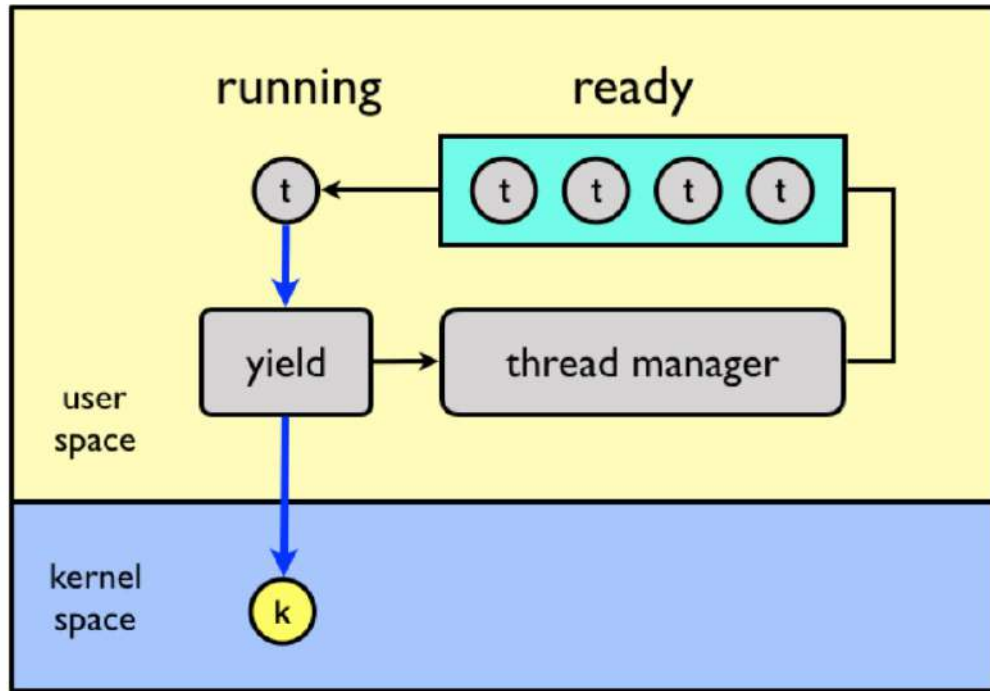 running
ready
t
t
t
t
t
yield
thread manager
user
space
kernel
space
k